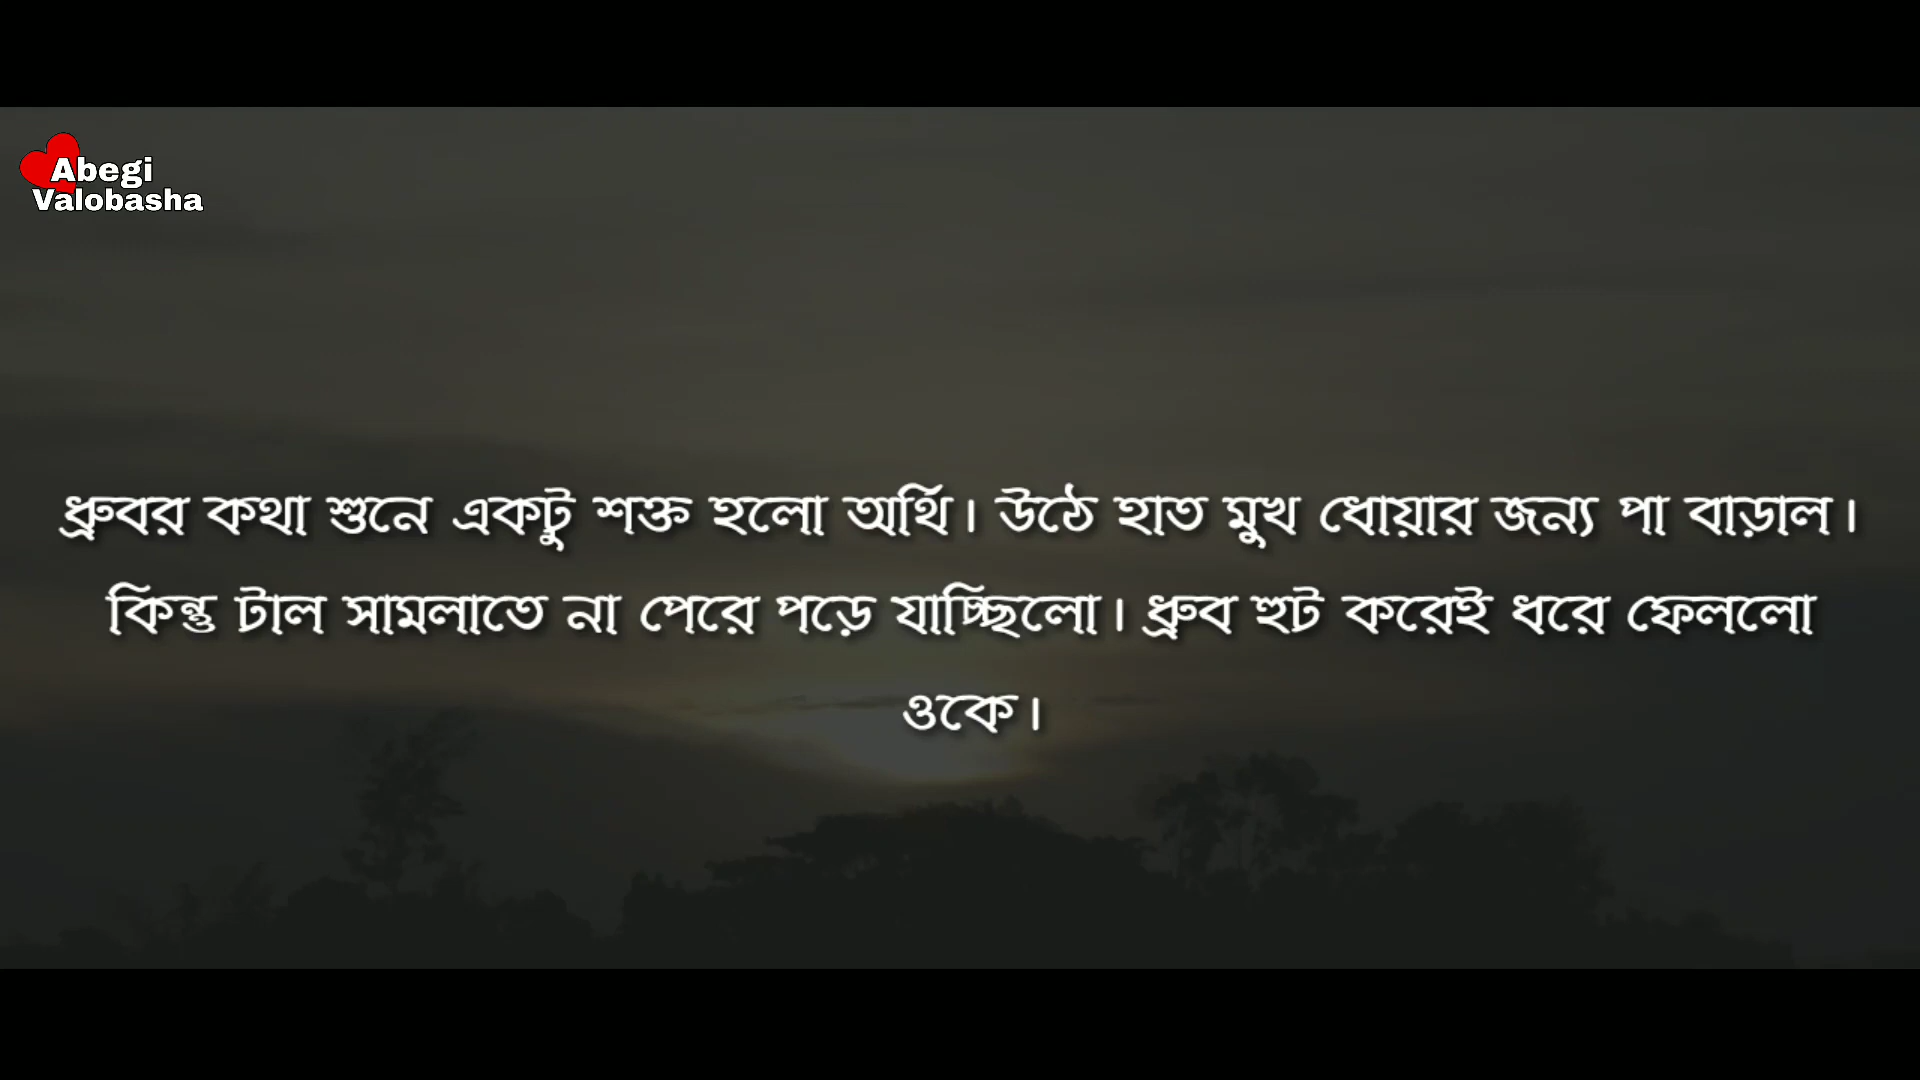 Abegi
Valobasha
ধ্রুবর কথা শুনে একটু শক্ত হলো অর্থি। উঠে হাত মুখ ধোয়ার জন্য পা বাড়াল।
কিন্তু টাল সামলাতে না পেরে পড়ে যাচ্ছিলো। ধ্রুব হুট করেই ধরে ফেললো
ওকে।